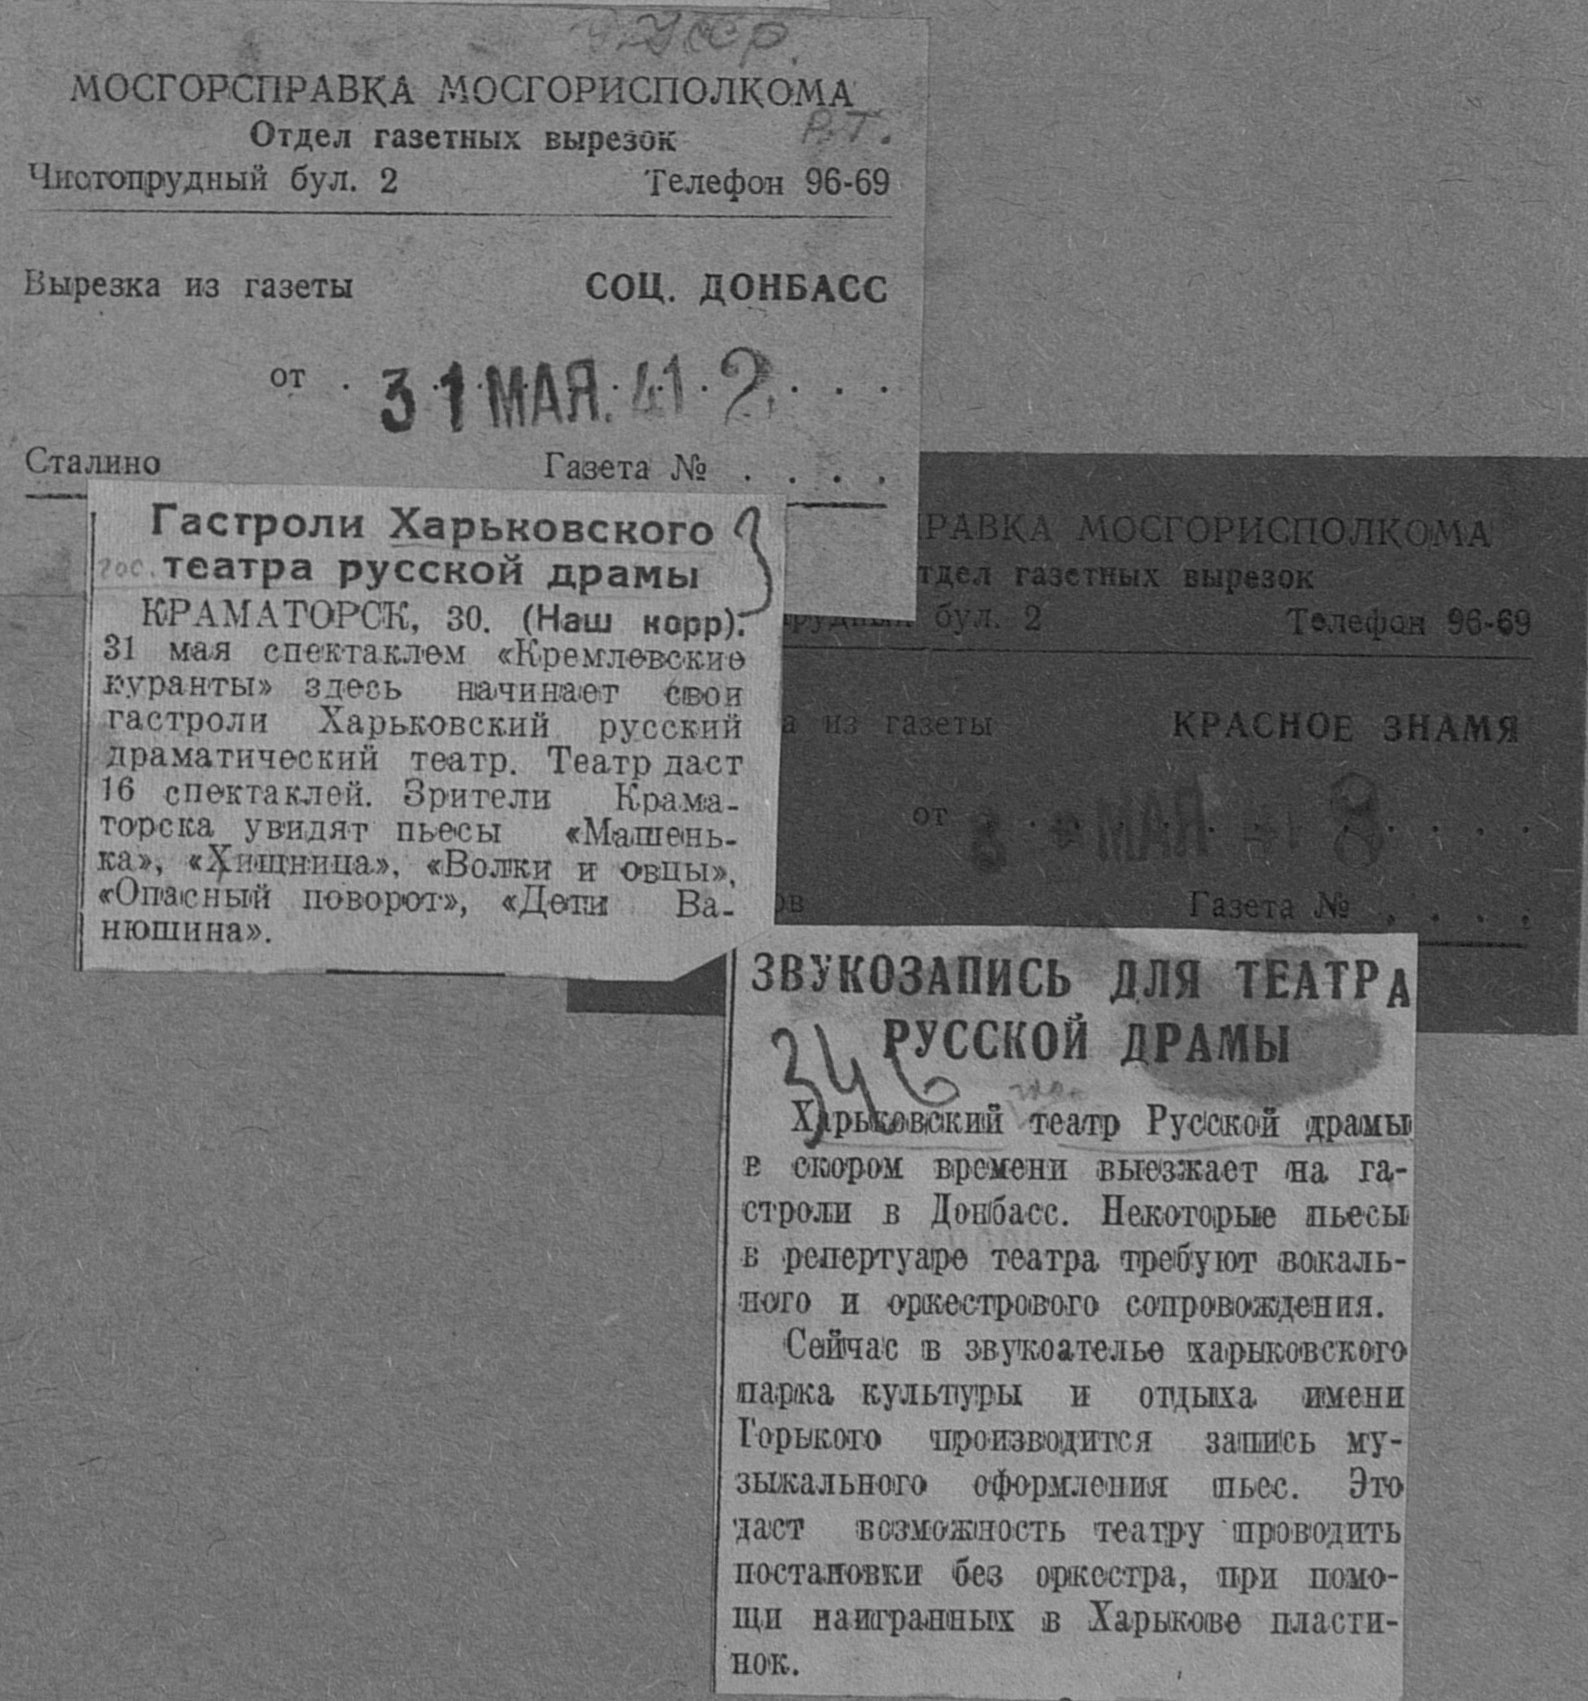 УССР.
МОСГОРСПРАВКА МОСГОРИСПОЛКОМА
Р.Т.
Отдел газетных вырезок
Чистопрудный бул. 2 Телефон 96-69
Вырезка из газеты СОЦ. ДОНБАСС
от . 31 МАЯ. 41 . 2 . . .
Сталино Газета № . . . .
Гастроли Харьковского
гос. театра русской драмы
КРАМАТОРСК, 30. (Наш корр).
31 мая спектаклем «Кремлевские
куранты» здесь начинает свои
гастроли Харьковский русский
драматический театр. Театр даст
16 спектаклей. Зрители Крама-
торска увидят пьесы «Машень-
ка», «Хищница», «Волки и овцы»,
«Опасный поворот», «Дети Ва-
нюшина».
РАВКА МОСГОРИСПОЛКОМА
тдел газетных вырезок
бул. 2 Телефон 96-69
а из газеты КРАСНОЕ ЗНАМЯ
от МАЯ 8
ов Газета № . . . .
ЗВУКОЗАПИСЬ ДЛЯ ТЕАТРА
РУССКОЙ ДРАМЫ
Харьковский театр Русской драмы
в скором времени выезжает на га-
строли в Донбасс. Некоторые пьесы
в репертуаре театра требуют вокаль-
ного и оркестрового сопровождения.
Сейчас в звукоателье харьковского
парка культуры и отдыха имени
Горького производится запись му-
зыкального оформления пьес. Это
даст возможность театру проводить
постановки без оркестра, при помо-
щи наигранных в Харькове пласти-
нок.